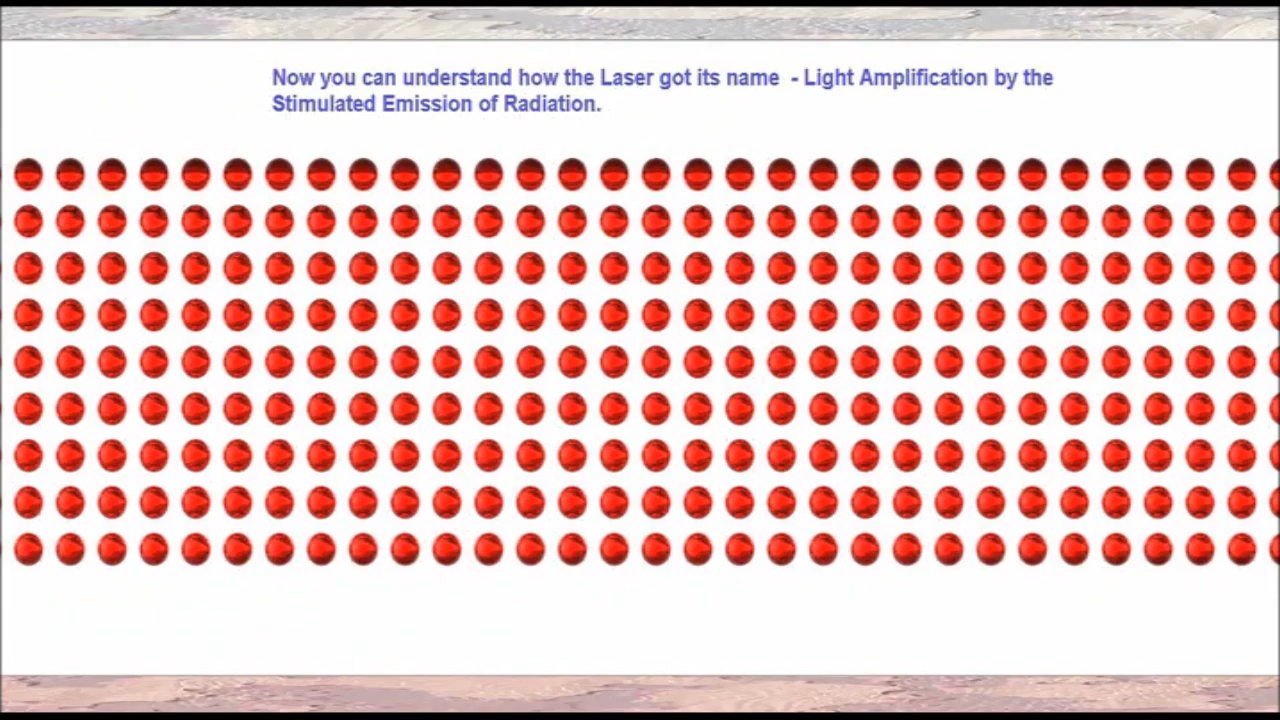 Now you can understand how the Laser got its name  - Light Amplification by the
Stimulated Emission of Radiation.